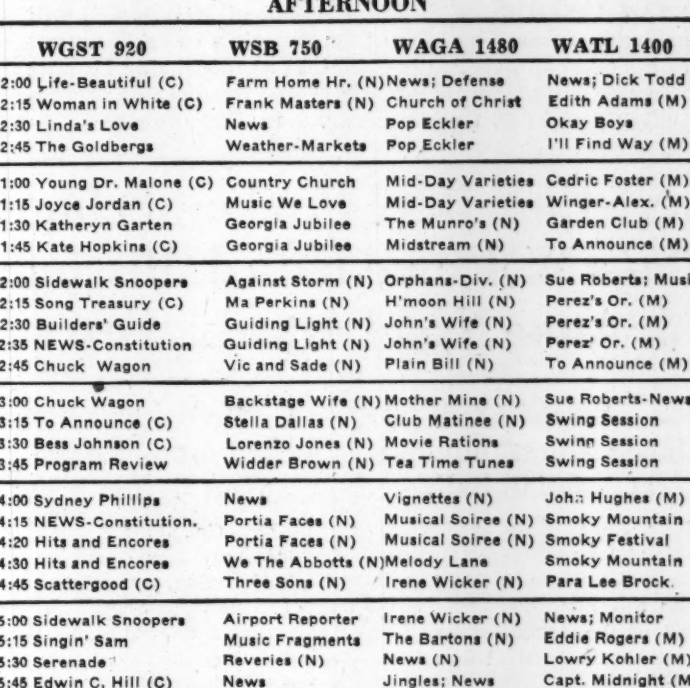 AFTERNOON
WGST 920 WSB 750 WAGA 1480 WATL 1400
2:00 Life-Beautiful (C) Farm Home Hr. (N) News; Defense News; Dick Todd
2:15 Woman in White (C) Frank Masters (N) Church of Christ Edith Adams (M)
2:30 Linda's Love News Pop Eckler Okay Boys
2:45 The Goldbergs Weather-Markets Pop Eckler I'll Find Way (M)
1:00 Young Dr. Malone (C) Country Church Mid-Day Varieties Cedric Foster (M)
1:15 Joyce Jordan (C) Music We Love Mid-Day Varieties Winger-Alex. (M)
1:30 Katheryn Garten Georgia Jubilee The Munro's (N) Garden Club (M)
1:45 Kate Hopkins (C) Georgia Jubilee Midstream (N) To Announce (M)
2:00 Sidewalk Snoopers Against Storm (N) Orphans-Div. (N) Sue Roberts; Musi
2:15 Song Treasury (C) Ma Perkins (N) H'moon Hill (N) Perez's Or. (M)
2:30 Builders' Guide Guiding Light (N) John's Wife (N) Perez's Or. (M)
2:35 NEWS-Constitution Guiding Light (N) John's Wife (N) Perez' Or. (M)
2:45 Chuck Wagon Vic and Sade (N) Plain Bill (N) To Announce (M)
3:00 Chuck Wagon Backstage Wife (N) Mother Mine (N) Sue Roberts-News
3:15 To Announce (C) Stella Dallas (N) Club Matinee (N) Swing Session
3:30 Bess Johnson (C) Lorenzo Jones (N) Movie Rations Swing Session
3:45 Program Review Widder Brown (N) Tea Time Tunes Swing Session
4:00 Sydney Phillips News Vignettes (N) John Hughes (M)
4:15 NEWS-Constitution. Portia Faces (N) Musical Soiree (N) Smoky Mountain
4:20 Hits and Encores Portia Faces (N) Musical Soiree (N) Smoky Festival
4:30 Hits and Encores We The Abbotts (N) Melody Lane Smoky Mountain
4:45 Scattergood (C) Three Sons (N) Irene Wicker (N) Para Lee Brock.
5:00 Sidewalk Snoopers Airport Reporter Irene Wicker (N) News; Monitor
5:15 Singin' Sam Music Fragments The Bartons (N) Eddie Rogers (M)
5:30 Serenade Reveries (N) News (N) Lowry Kohler (M)
5:45 Edwin C. Hill (C) News Jingles; News Capt. Midnight (M